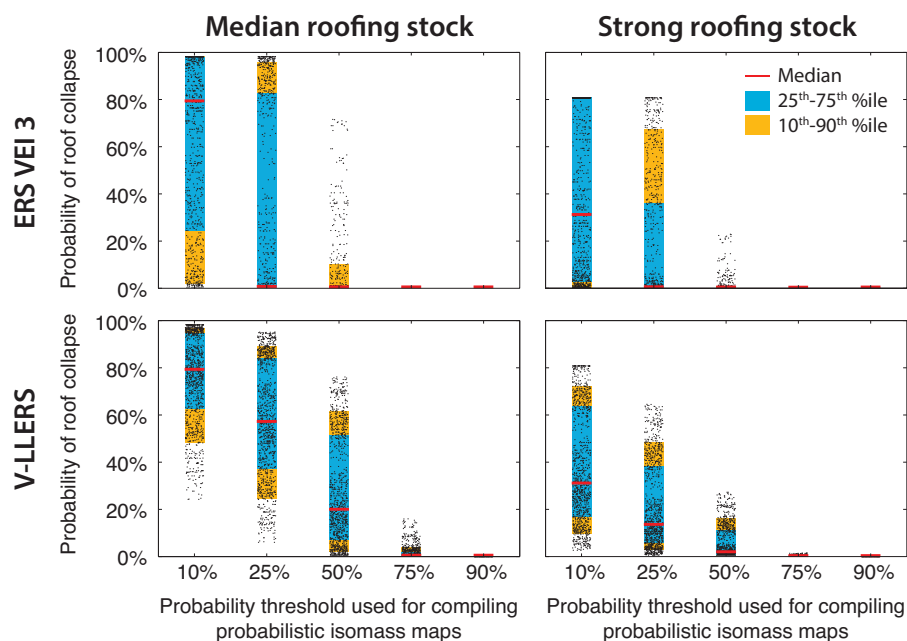 Median roofing stock
Strong roofing stock
ERS VEI 3
Probability of roof collapse
100%
80%
60%
40%
20%
0%
Median
25th-75th %ile
10th-90th %ile
V-LLERS
Probability of roof collapse
100%
80%
60%
40%
20%
0%
10% 25% 50% 75% 90%
10% 25% 50% 75% 90%
Probability threshold used for compiling
probabilistic isomass maps
Probability threshold used for compiling
probabilistic isomass maps